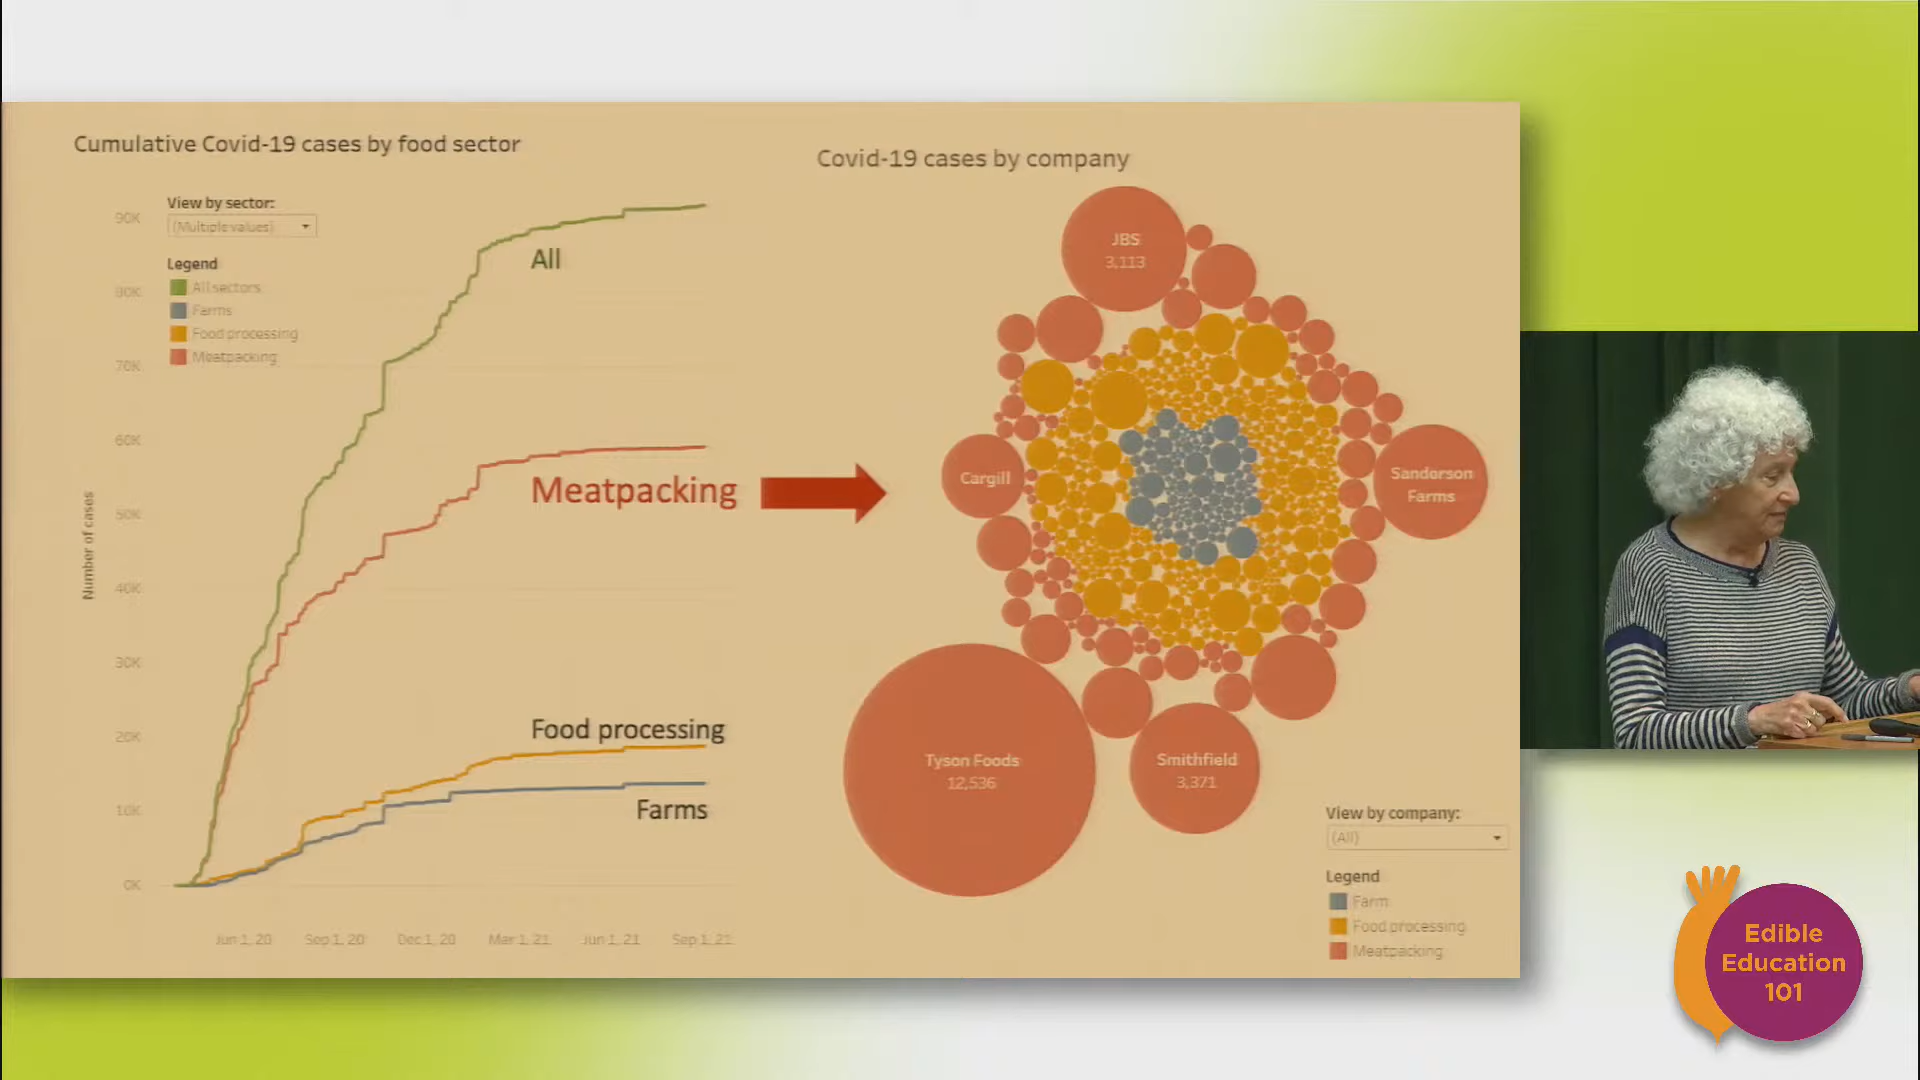 Cumulative Covid-19 cases by food sector
View by sector:
(Multiple values)
Legend
All sectors
Farms
Food processing
Meatpacking
90K
80K
70K
60K
50K
40K
30K
20K
10K
0K
Number of cases
All
Meatpacking
Food processing
Farms
Jun 1, 20
Sep 1, 20
Dec 1, 20
Mar 1, 21
Jun 1, 21
Sep 1, 21
Covid-19 cases by company
JBS
3,113
Cargill
Sanderson
Farms
Tyson Foods
12,536
Smithfield
3,371
View by company:
(All)
Legend
Farm
Food processing
Meatpacking
Edible
Education
101